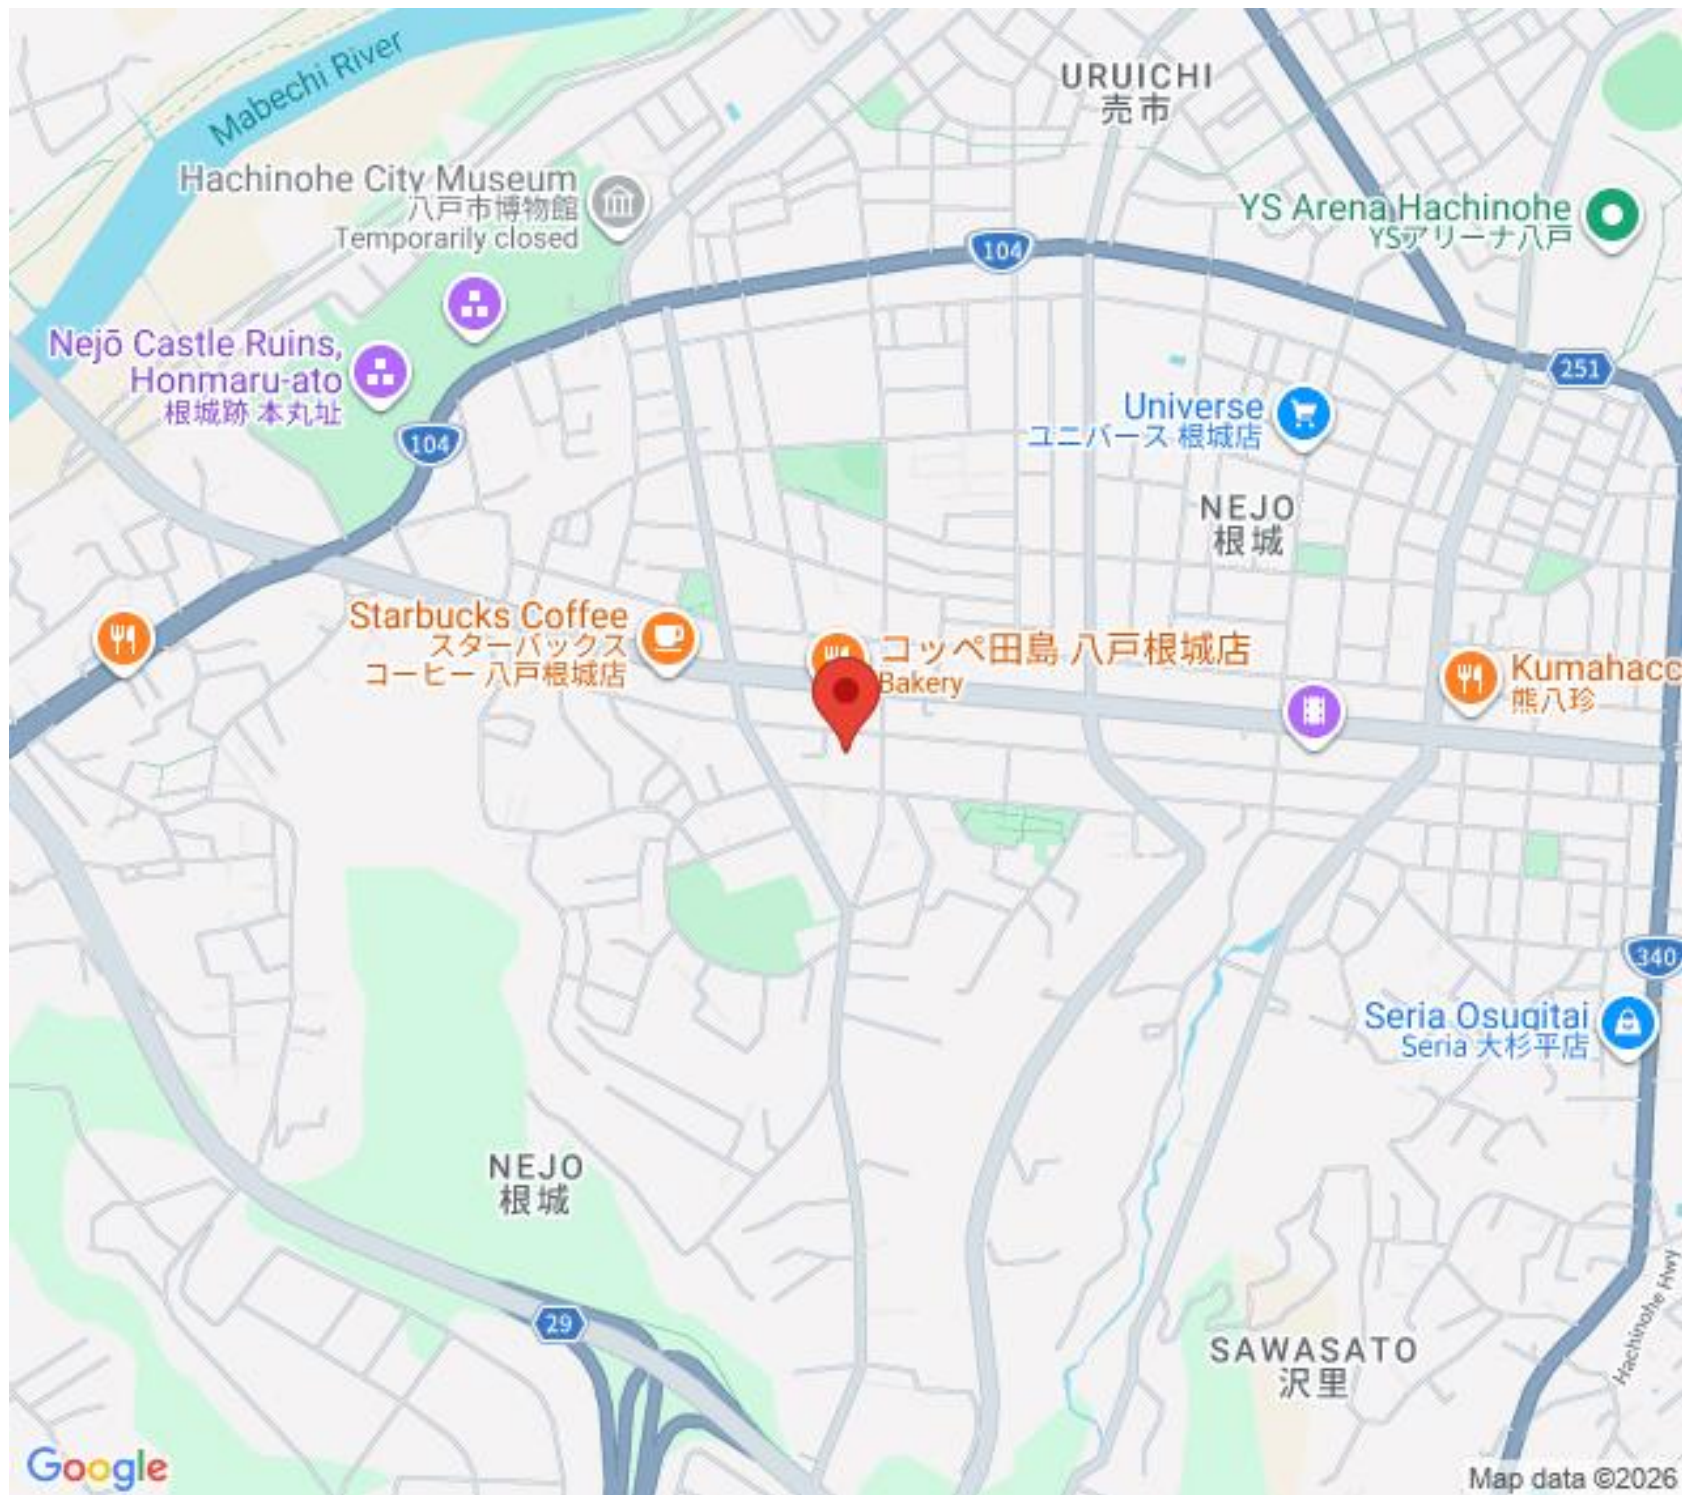 Mabechi River
URUICHI
売市
Hachinohe City Museum
八戸市博物館
Temporarily closed
YS Arena Hachinohe
YSアリーナ八戸
104
Nejō Castle Ruins,
Honmaru-ato
根城跡 本丸址
251
104
Universe
ユニバース 根城店
NEJO
根城
Starbucks Coffee
スターバックス
コーヒー 八戸根城店
コッペ田島 八戸根城店
Bakery
Kumahacc
熊八珍
340
Seria Osugitai
Seria 大杉平店
NEJO
根城
29
SAWASATO
沢里
Hachinohe Hwy
Google
Map data ©2026